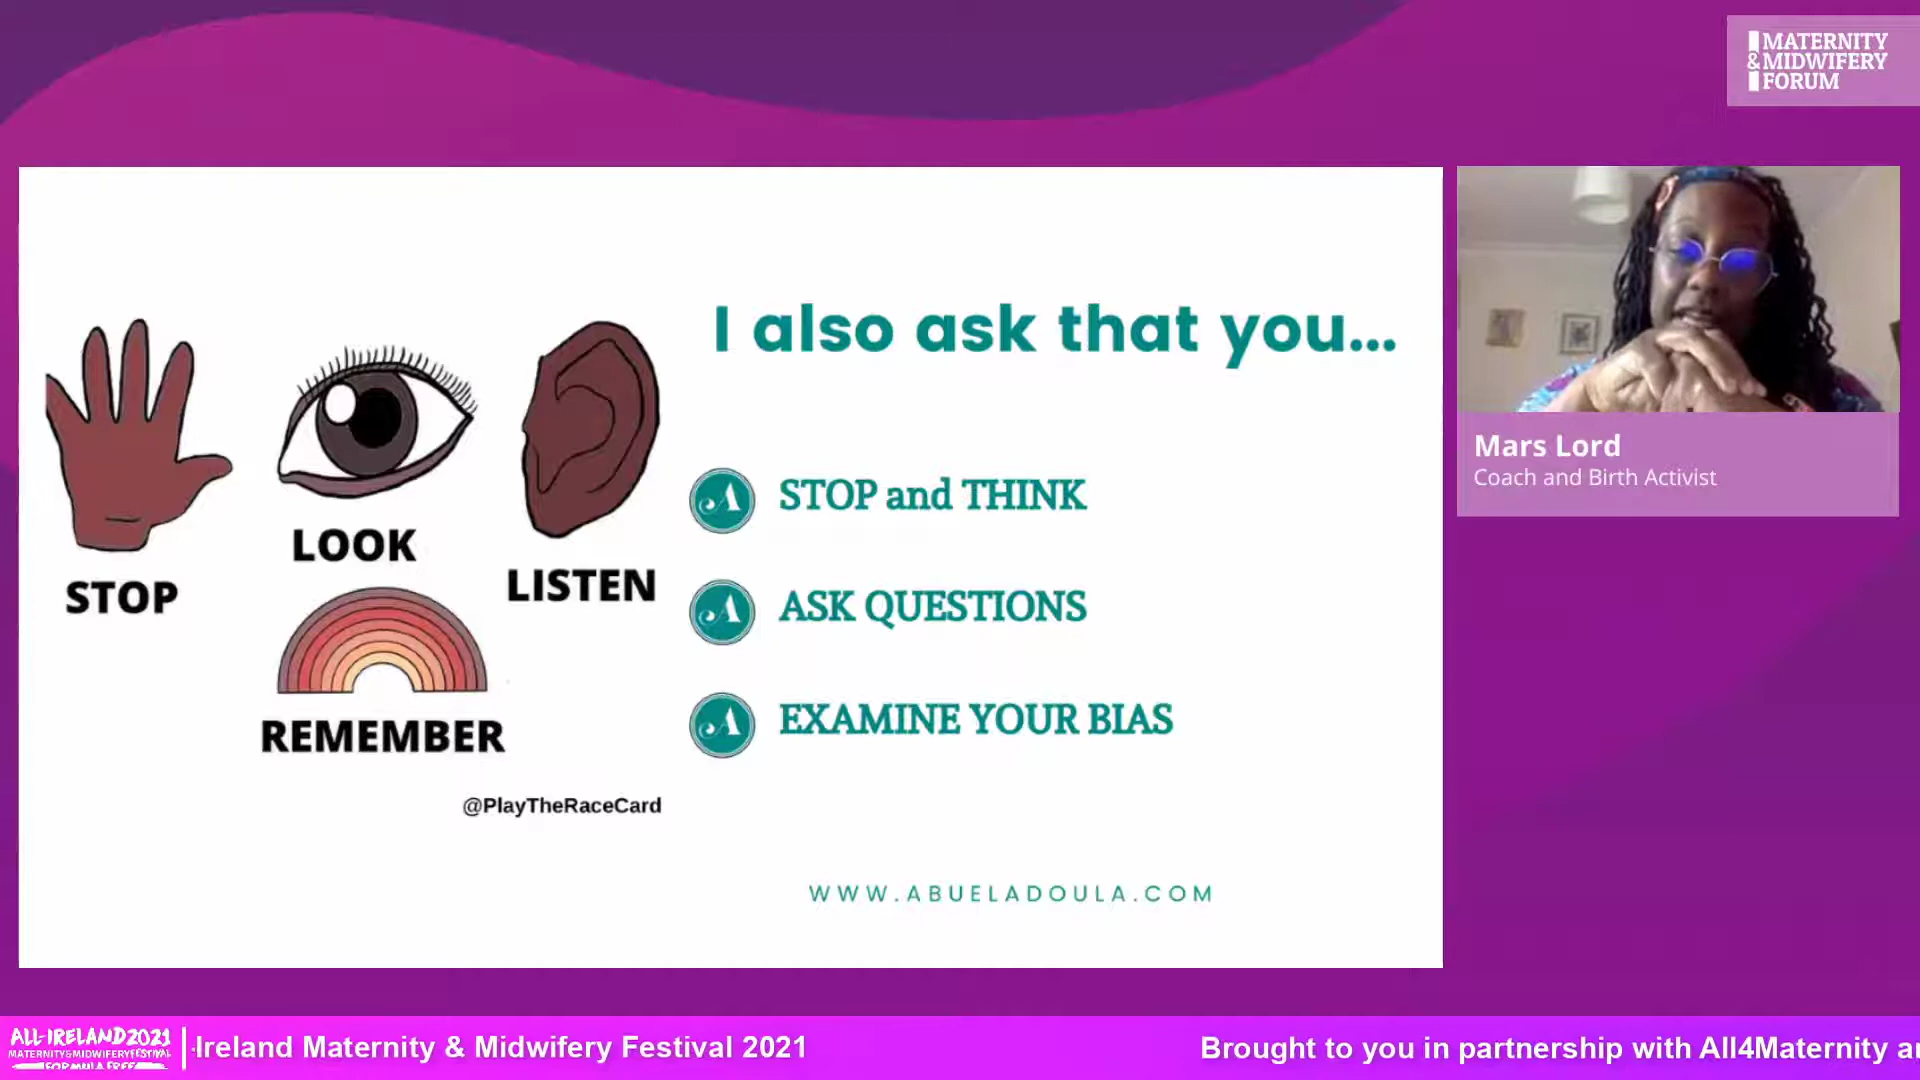 MATERNITY
&MIDWIFERY
FORUM
I also ask that you...
STOP
LOOK
LISTEN
REMEMBER
@PlayTheRaceCard
STOP and THINK
ASK QUESTIONS
EXAMINE YOUR BIAS
WWW.ABUELADOULA.COM
Mars Lord
Coach and Birth Activist
ALL-IRELAND2021
MATERNITY&MIDWIFERYFESTIVAL
FORMULA FREE
-Ireland Maternity & Midwifery Festival 2021
Brought to you in partnership with All4Maternity